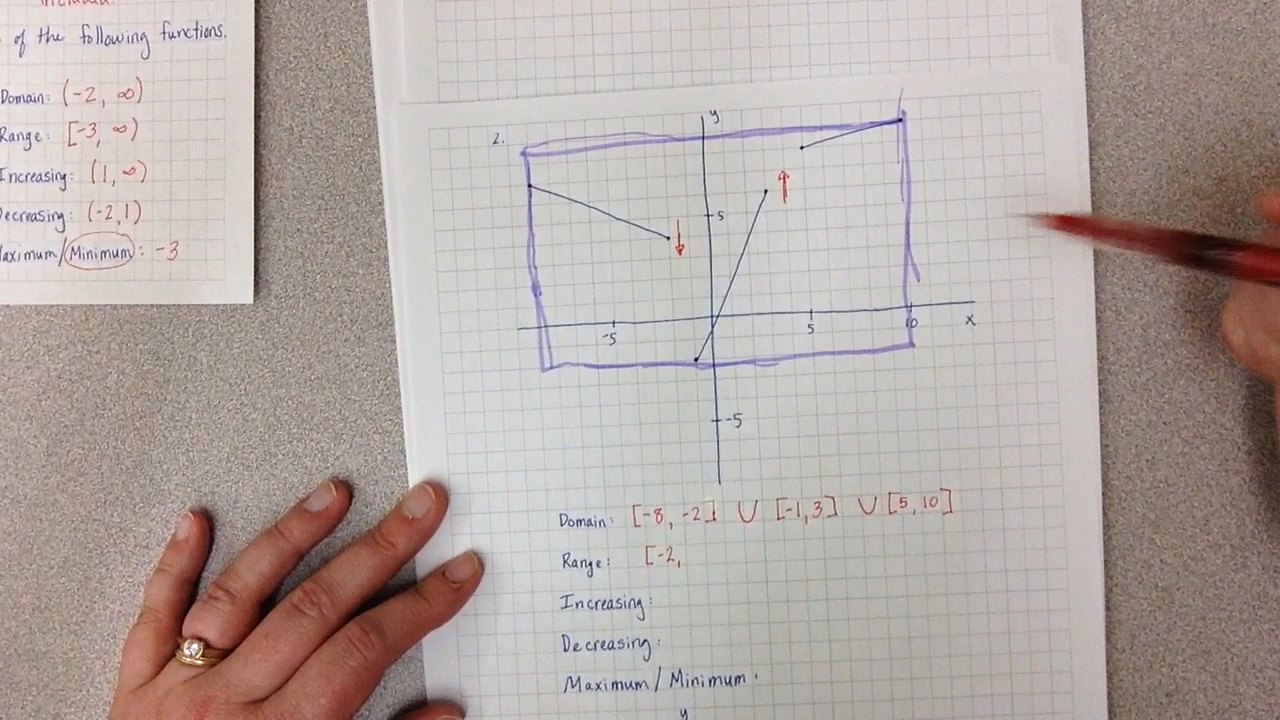 included.
of the following functions.
Domain: (-2, ∞)
Range: [-3, ∞)
Increasing: (1, ∞)
Decreasing: (-2,1)
Maximum/Minimum: -3
2.
y
5
-5
5
10
x
-5
Domain: [-8, -2] ∪ [-1,3] ∪ [5, 10]
Range: [-2,
Increasing:
Decreasing:
Maximum/Minimum:
y